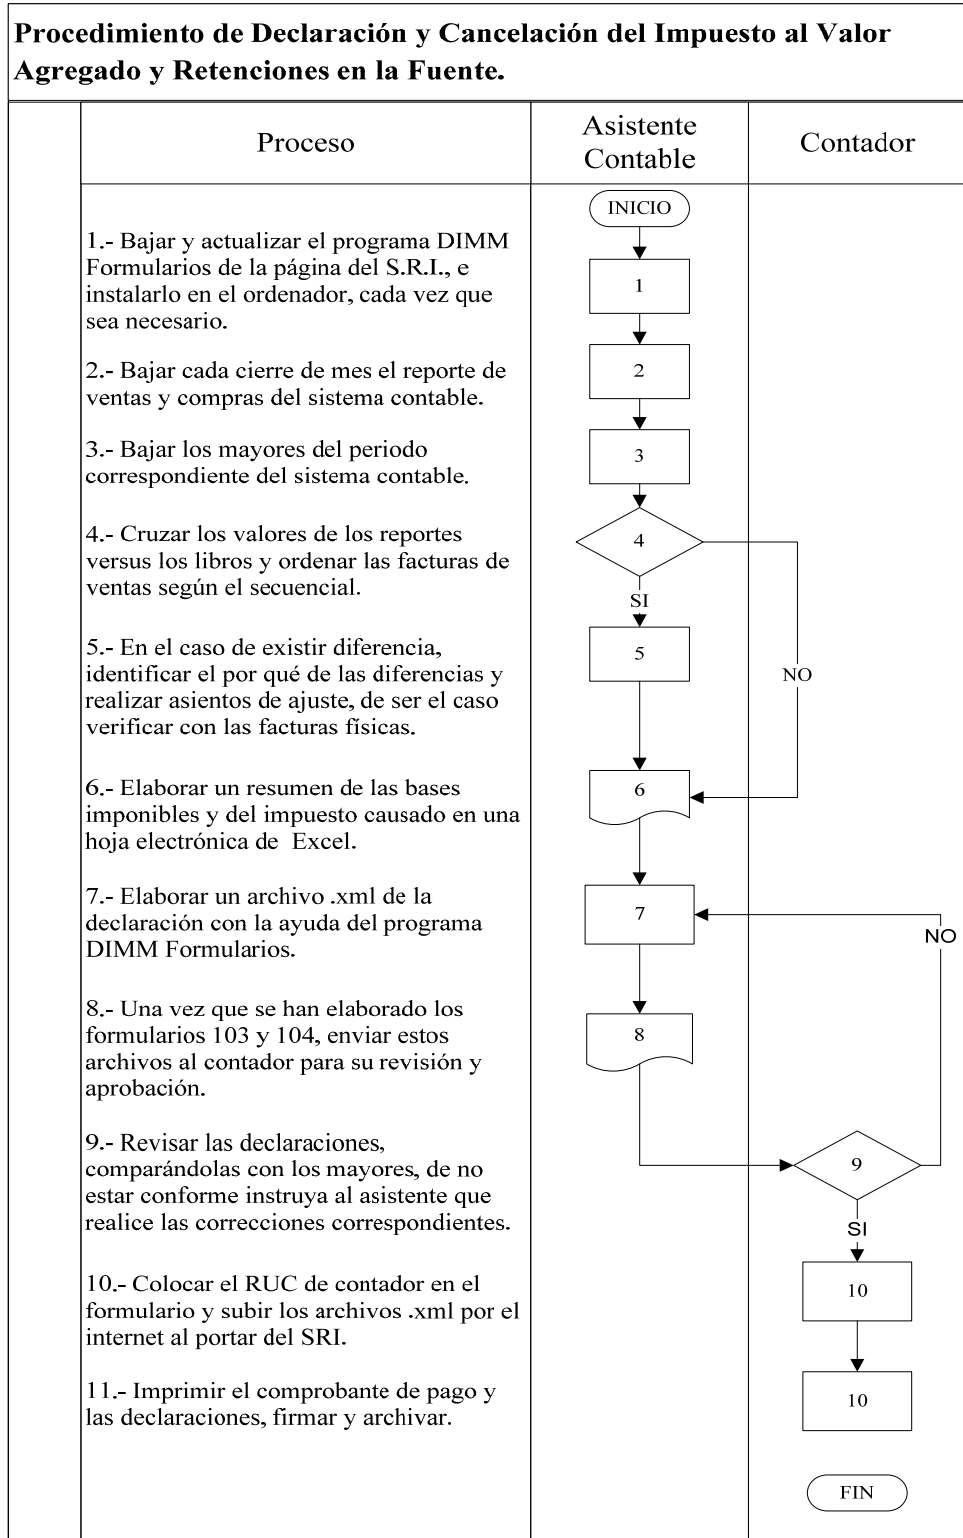 Procedimiento de Declaración y Cancelación del Impuesto al Valor
Agregado y Retenciones en la Fuente.
Proceso
Asistente
Contable
Contador
1.- Bajar y actualizar el programa DIMM
Formularios de la página del S.R.I., e
instalarlo en el ordenador, cada vez que
sea necesario.
2.- Bajar cada cierre de mes el reporte de
ventas y compras del sistema contable.
3.- Bajar los mayores del periodo
correspondiente del sistema contable.
4.- Cruzar los valores de los reportes
versus los libros y ordenar las facturas de
ventas según el secuencial.
5.- En el caso de existir diferencia,
identificar el por qué de las diferencias y
realizar asientos de ajuste, de ser el caso
verificar con las facturas físicas.
6.- Elaborar un resumen de las bases
imponibles y del impuesto causado en una
hoja electrónica de  Excel.
7.- Elaborar un archivo .xml de la
declaración con la ayuda del programa
DIMM Formularios.
8.- Una vez que se han elaborado los
formularios 103 y 104, enviar estos
archivos al contador para su revisión y
aprobación.
9.- Revisar las declaraciones,
comparándolas con los mayores, de no
estar conforme instruya al asistente que
realice las correcciones correspondientes.
10.- Colocar el RUC de contador en el
formulario y subir los archivos .xml por el
internet al portar del SRI.
11.- Imprimir el comprobante de pago y
las declaraciones, firmar y archivar.
INICIO
1
2
3
4
SI
5
NO
6
7
NO
8
9
SI
10
10
FIN